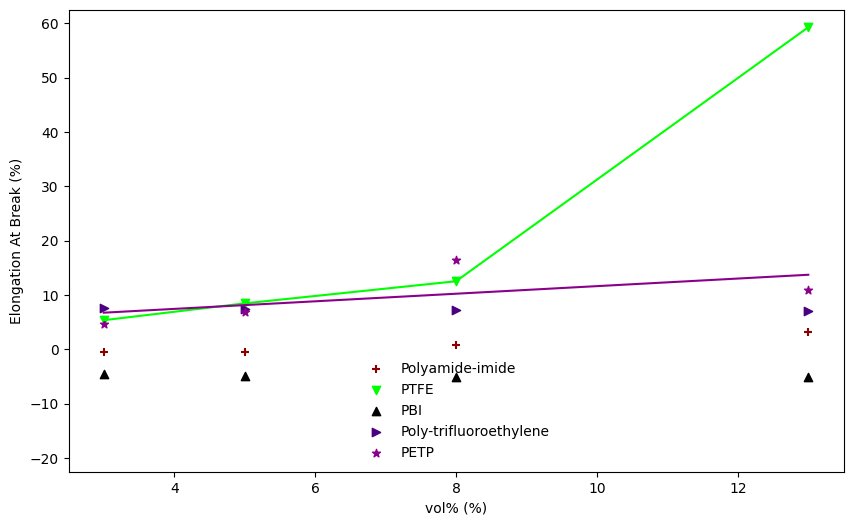 Elongation At Break (%)
60
50
40
30
20
10
0
−10
−20
Polyamide-imide
PTFE
PBI
Poly-trifluoroethylene
PETP
4
6
8
10
12
vol% (%)